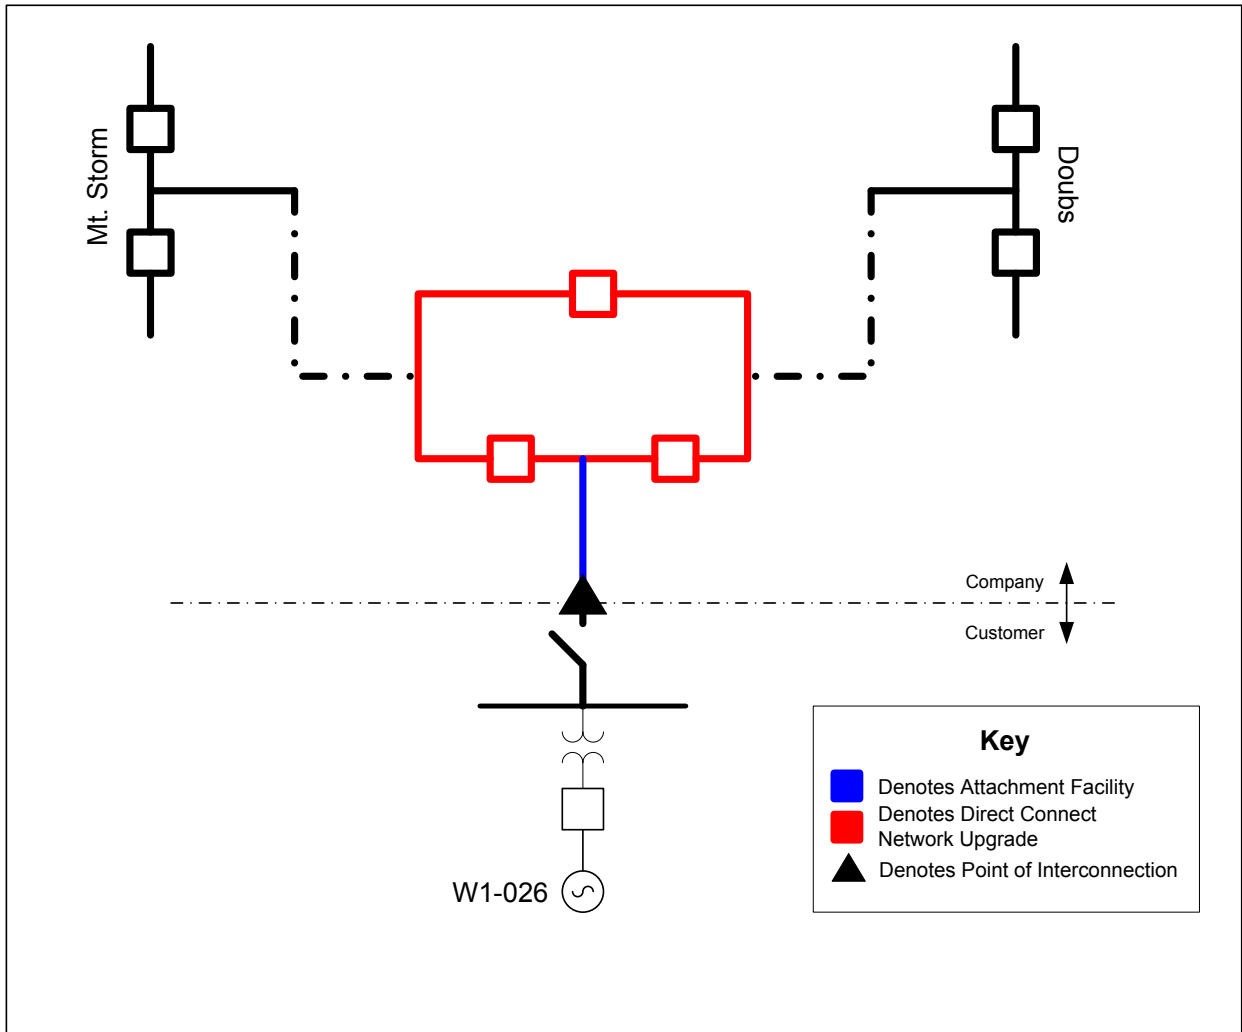 Mt. Storm
Doubs
Company
Customer
Key
Denotes Attachment Facility
Denotes Direct Connect
Network Upgrade
Denotes Point of Interconnection
W1-026